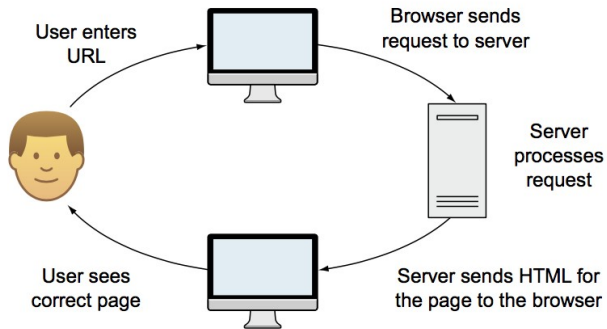 User enters
URL
Browser sends
request to server
Server
processes
request
Server sends HTML for
the page to the browser
User sees
correct page